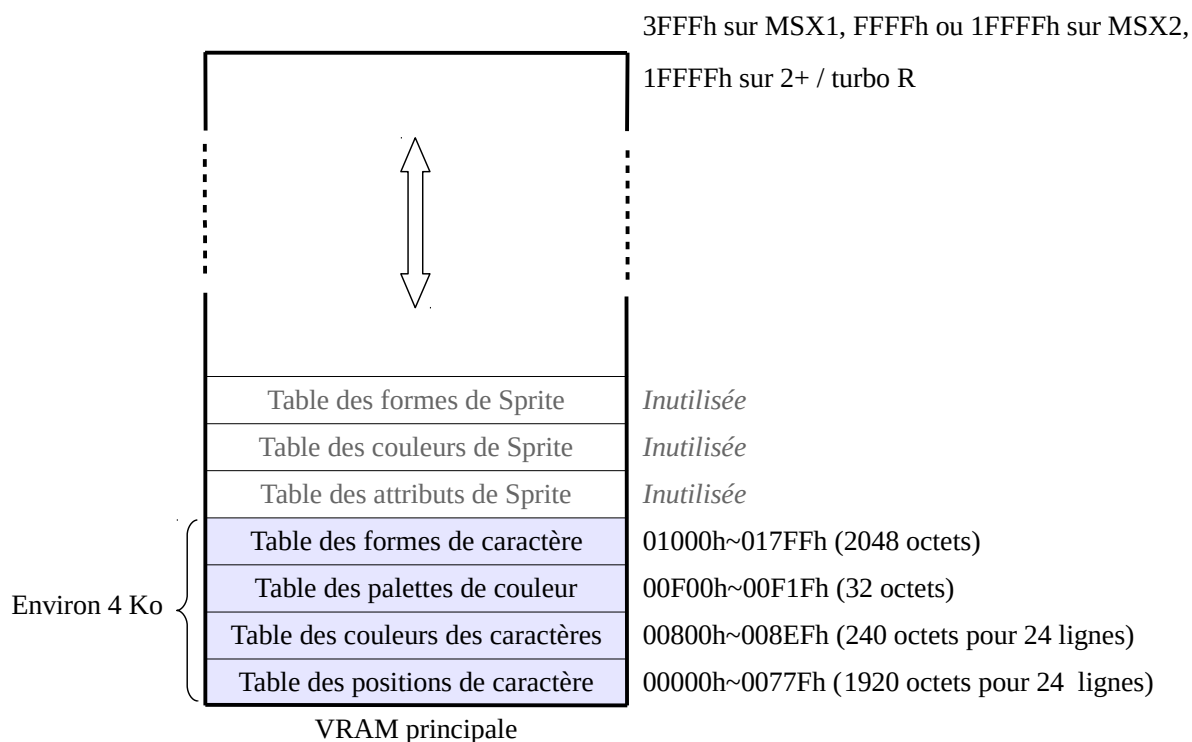 3FFFh sur MSX1, FFFFh ou 1FFFFh sur MSX2,
1FFFFh sur 2+ / turbo R
Table des formes de Sprite Inutilisée
Table des couleurs de Sprite Inutilisée
Table des attributs de Sprite Inutilisée
Table des formes de caractère 01000h~017FFh (2048 octets)
Table des palettes de couleur 00F00h~00F1Fh (32 octets)
Environ 4 Ko
Table des couleurs des caractères 00800h~008EFh (240 octets pour 24 lignes)
Table des positions de caractère 00000h~0077Fh (1920 octets pour 24 lignes)
VRAM principale